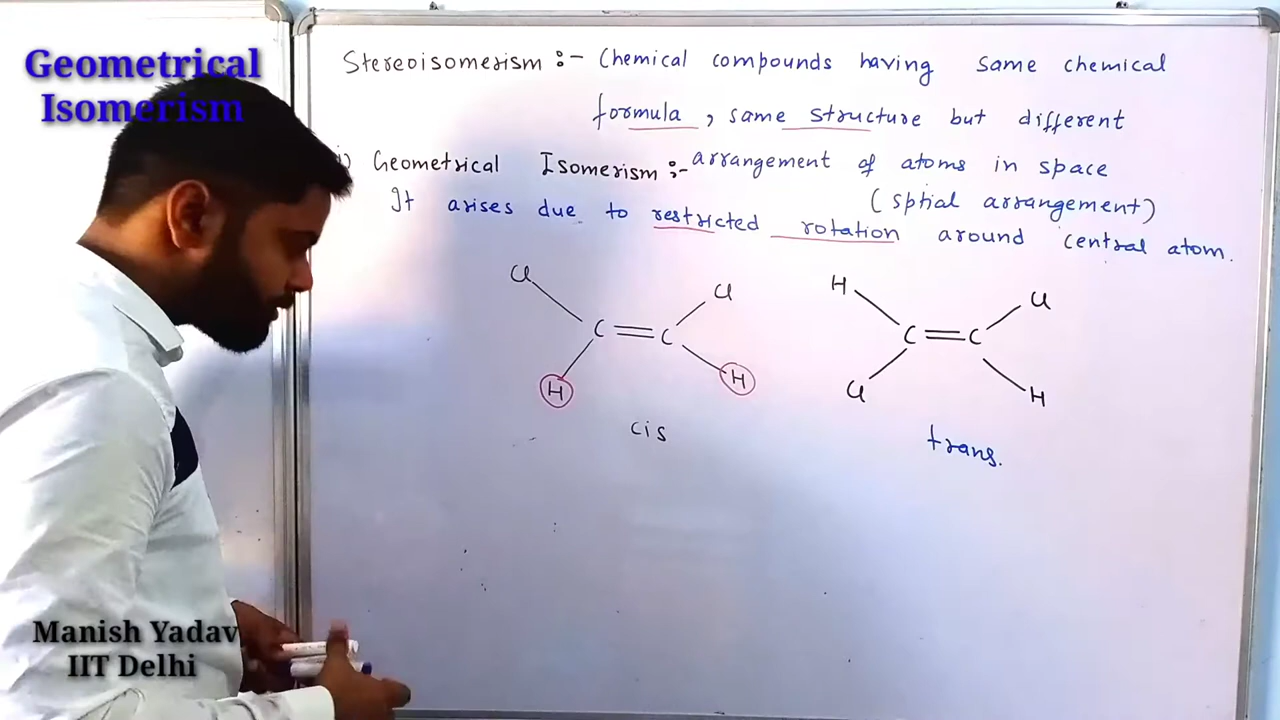 Geometrical
Isomerism
Stereoisomerism :- Chemical compounds having same chemical
formula, same structure but different
i) Geometrical Isomerism :- arrangement of atoms in space
(sptial arrangement)
It arises due to restricted rotation around central atom.
Cl Cl
C = C
H H
cis
H Cl
C = C
Cl H
trans.
Manish Yadav
IIT Delhi